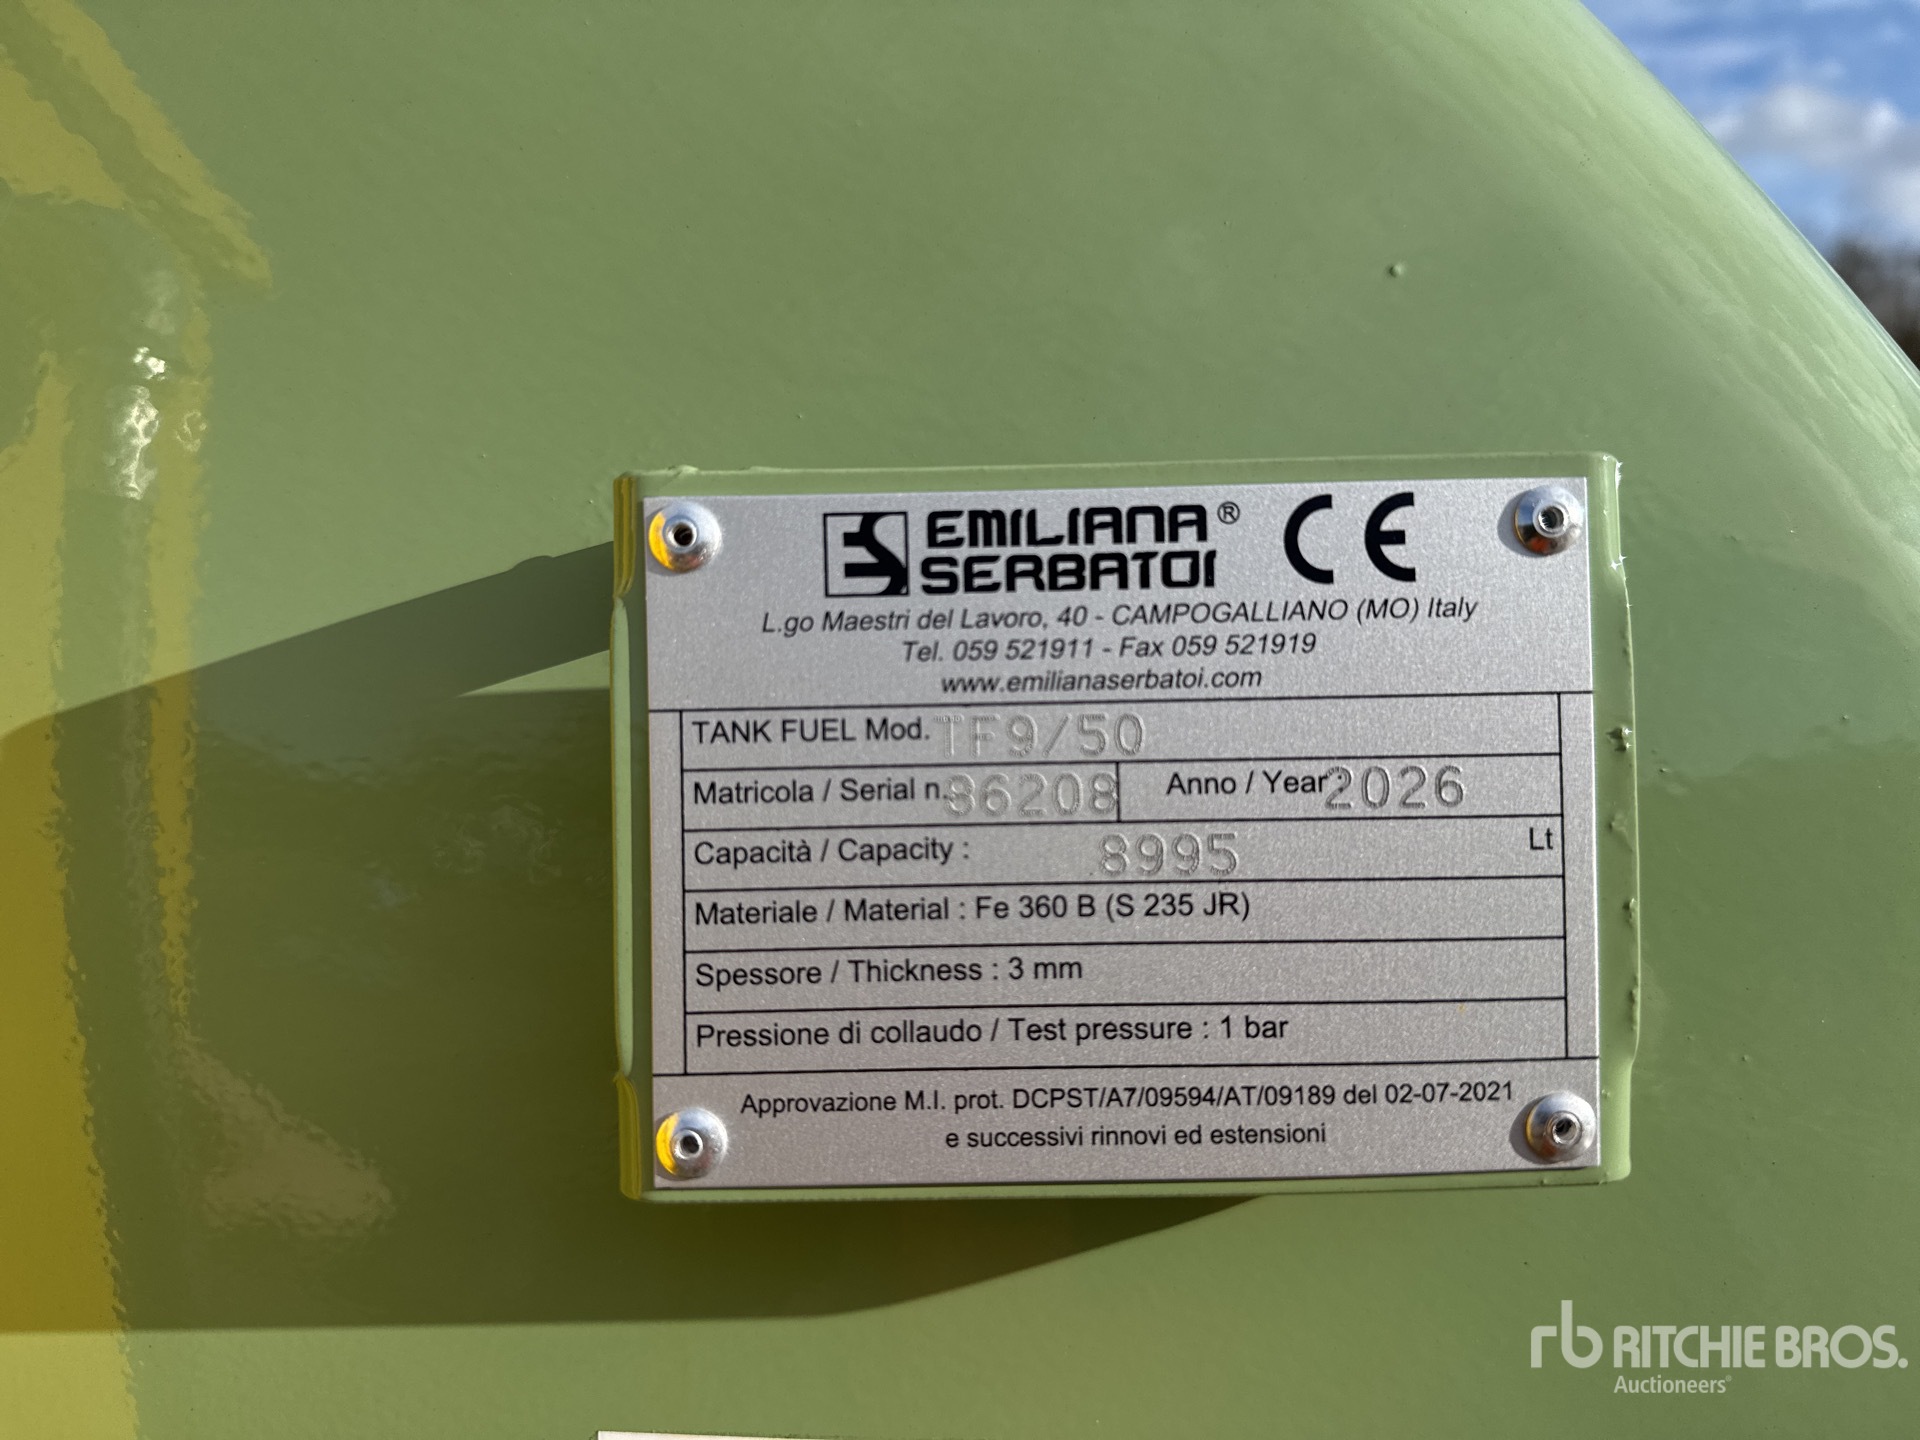 EMILIANA®
SERBATOI
CE
L.go Maestri del Lavoro, 40 - CAMPOGALLIANO (MO) Italy
Tel. 059 521911 - Fax 059 521919
www.emilianaserbatoi.com
TANK FUEL Mod. TF9/50
Matricola / Serial n. 86208 Anno / Year: 2026
Capacità / Capacity : 8995 Lt
Materiale / Material : Fe 360 B (S 235 JR)
Spessore / Thickness : 3 mm
Pressione di collaudo / Test pressure : 1 bar
Approvazione M.I. prot. DCPST/A7/09594/AT/09189 del 02-07-2021
e successivi rinnovi ed estensioni
rb RITCHIE BROS.
Auctioneers